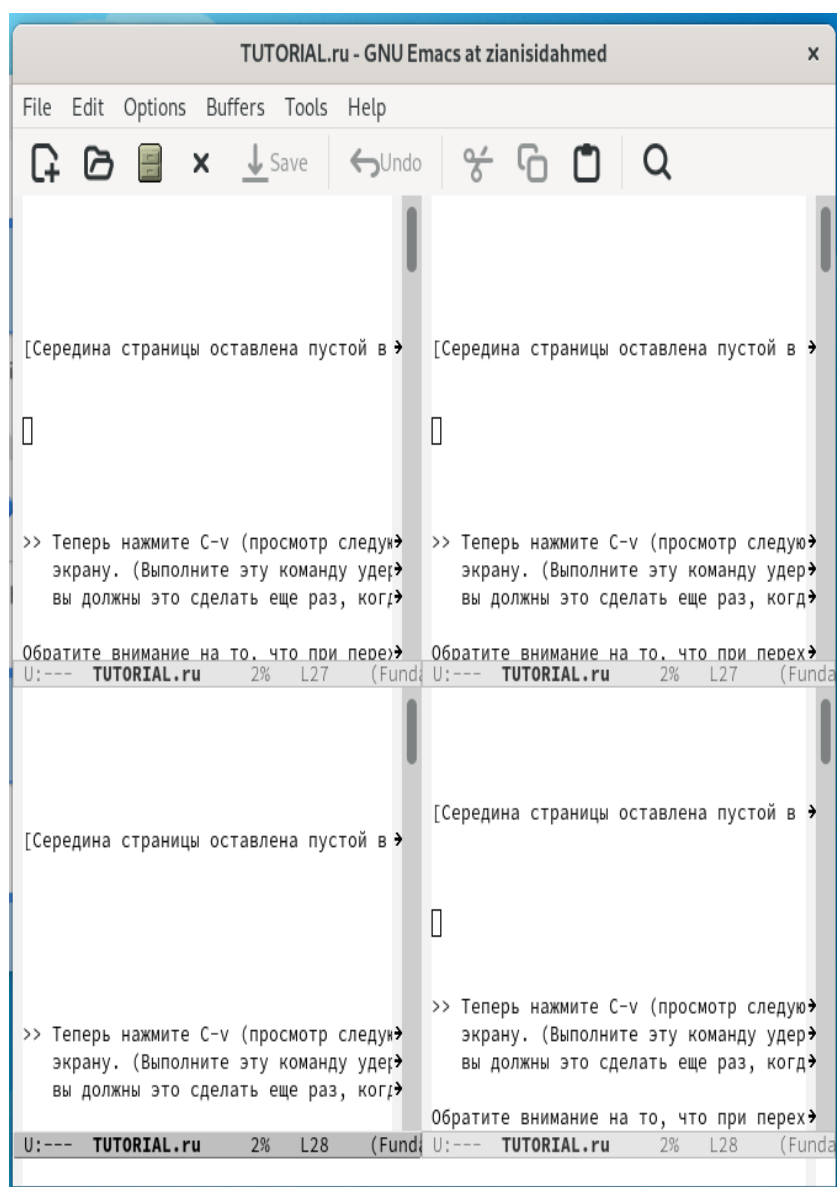 TUTORIAL.ru - GNU Emacs at zianisidahmed
File Edit Options Buffers Tools Help
Save Undo
[Середина страницы оставлена пустой в
>> Теперь нажмите C-v (просмотр следую
экрану. (Выполните эту команду удер
вы должны это сделать еще раз, когд
Обратите внимание на то, что при перех
U:--- TUTORIAL.ru 2% L27 (Funda
[Середина страницы оставлена пустой в
>> Теперь нажмите C-v (просмотр следую
экрану. (Выполните эту команду удер
вы должны это сделать еще раз, когд
Обратите внимание на то, что при перех
U:--- TUTORIAL.ru 2% L27 (Funda
[Середина страницы оставлена пустой в
>> Теперь нажмите C-v (просмотр следую
экрану. (Выполните эту команду удер
вы должны это сделать еще раз, когд
U:--- TUTORIAL.ru 2% L28 (Funda
[Середина страницы оставлена пустой в
>> Теперь нажмите C-v (просмотр следую
экрану. (Выполните эту команду удер
вы должны это сделать еще раз, когд
Обратите внимание на то, что при перех
U:--- TUTORIAL.ru 2% L28 (Funda